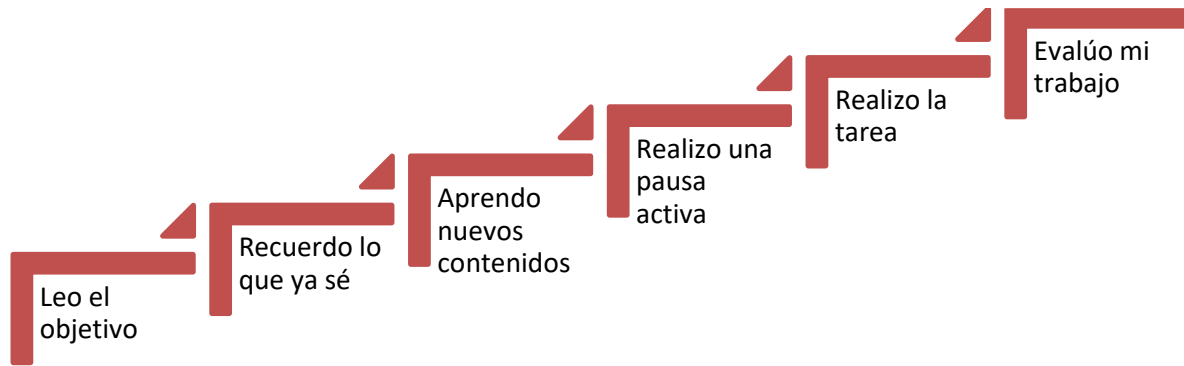 Leo el
objetivo
Recuerdo lo
que ya sé
Aprendo
nuevos
contenidos
Realizo una
pausa
activa
Realizo la
tarea
Evalúo mi
trabajo